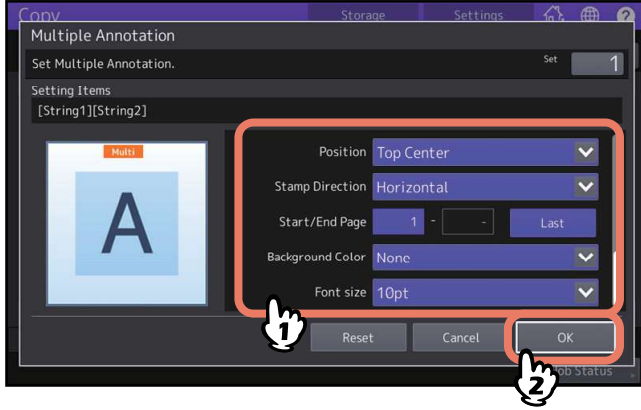 Copy
Storage Settings ?
Multiple Annotation
Set Multiple Annotation.
Set 1
Setting Items
[String1][String2]
Multi
A
Position Top Center
Stamp Direction Horizontal
Start/End Page 1 - - Last
Background Color None
Font size 10pt
1
Reset Cancel OK
2
Job Status